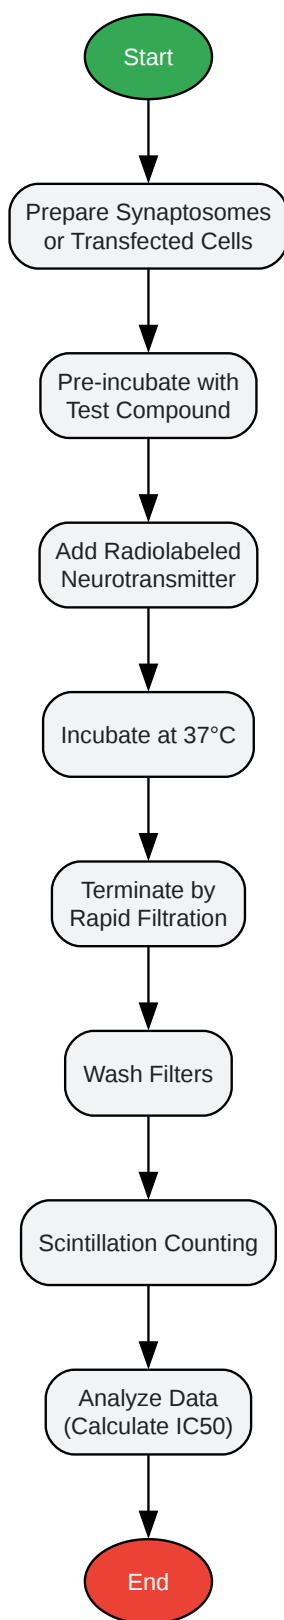 Start
Prepare Synaptosomes
or Transfected Cells
Pre-incubate with
Test Compound
Add Radiolabeled
Neurotransmitter
Incubate at 37°C
Terminate by
Rapid Filtration
Wash Filters
Scintillation Counting
Analyze Data
(Calculate IC50)
End